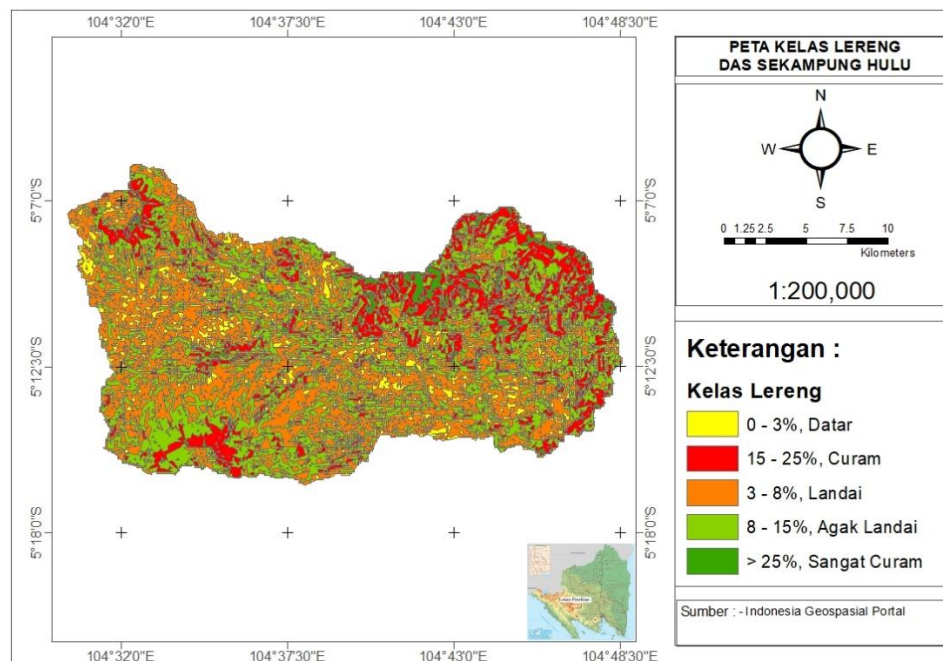 104°32'0"E 104°37'30"E 104°43'0"E 104°48'30"E
PETA KELAS LERENG
DAS SEKAMPUNG HULU
N
W E
S
5°7'0"S 5°7'0"S
0 1.25 2.5 5 7.5 10
Kilometers
1:200,000
5°12'30"S 5°12'30"S
Keterangan :
Kelas Lereng
0 - 3%, Datar
15 - 25%, Curam
3 - 8%, Landai
8 - 15%, Agak Landai
> 25%, Sangat Curam
5°18'0"S 5°18'0"S
Sumber : - Indonesia Geospasial Portal
104°32'0"E 104°37'30"E 104°43'0"E 104°48'30"E